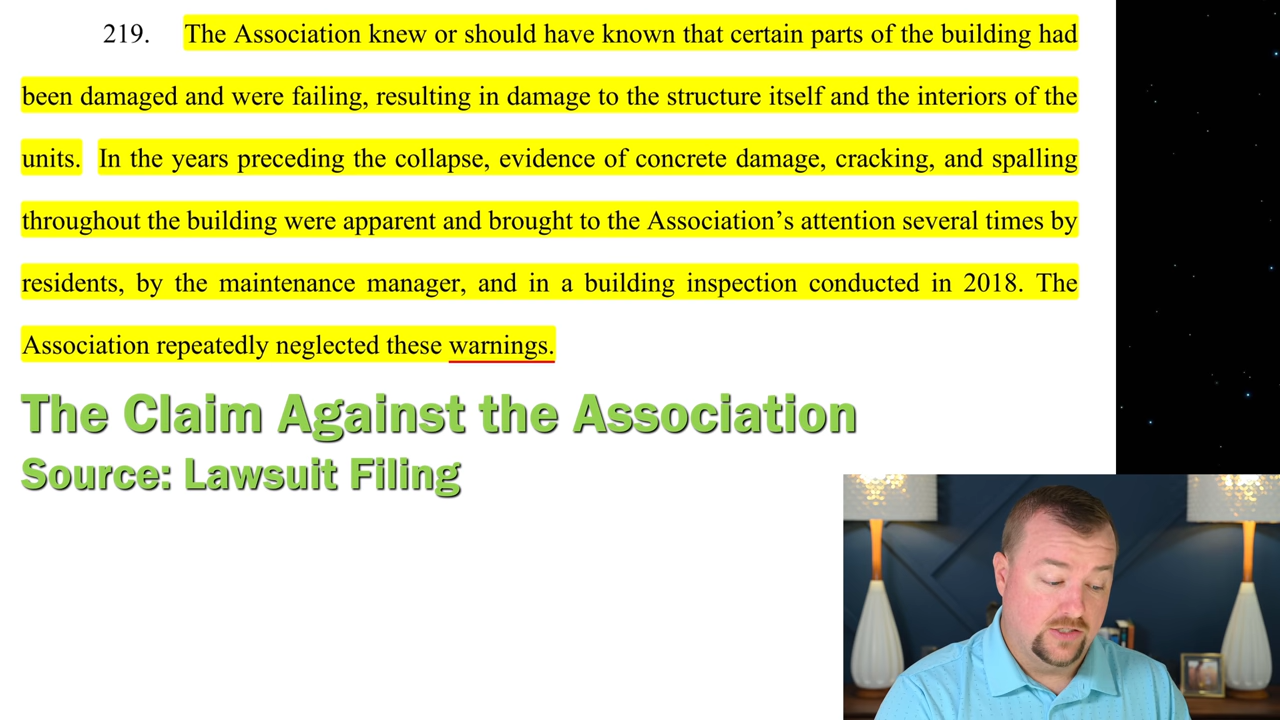 219. The Association knew or should have known that certain parts of the building had
been damaged and were failing, resulting in damage to the structure itself and the interiors of the
units. In the years preceding the collapse, evidence of concrete damage, cracking, and spalling
throughout the building were apparent and brought to the Association’s attention several times by
residents, by the maintenance manager, and in a building inspection conducted in 2018. The
Association repeatedly neglected these warnings.
The Claim Against the Association
Source: Lawsuit Filing